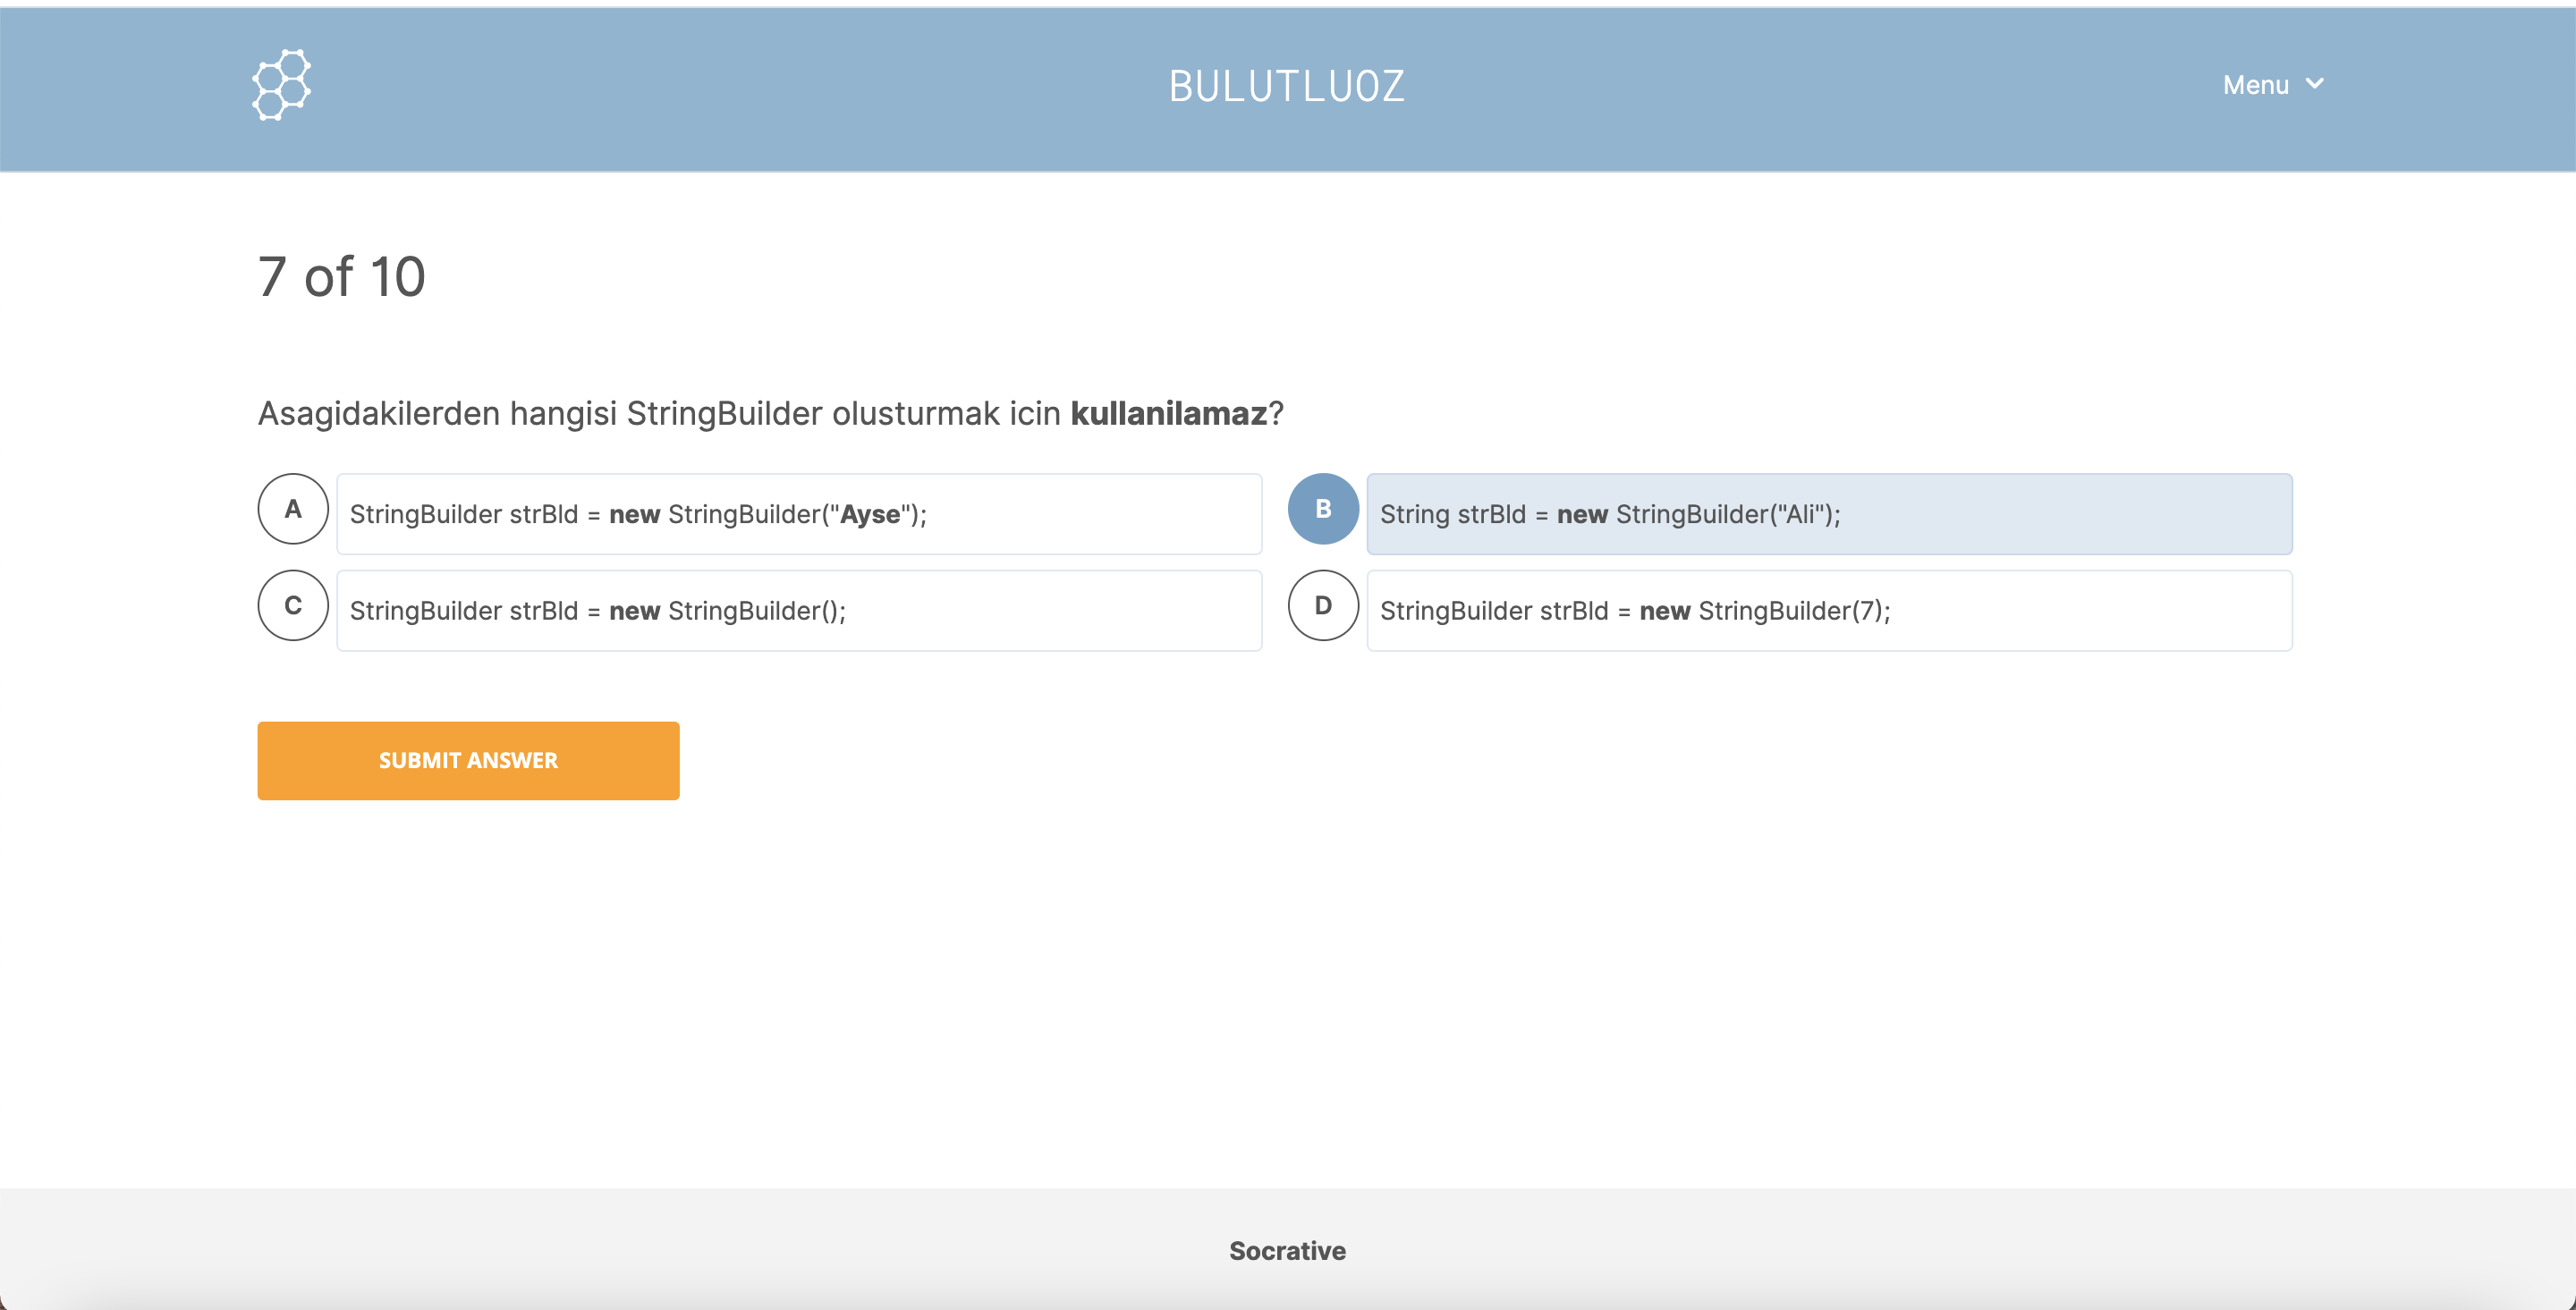 BULUTLUOZ
Menu
7 of 10
Asagidakilerden hangisi StringBuilder olusturmak icin kullanilamaz?
A StringBuilder strBld = new StringBuilder("Ayse");
B String strBld = new StringBuilder("Ali");
C StringBuilder strBld = new StringBuilder();
D StringBuilder strBld = new StringBuilder(7);
SUBMIT ANSWER
Socrative